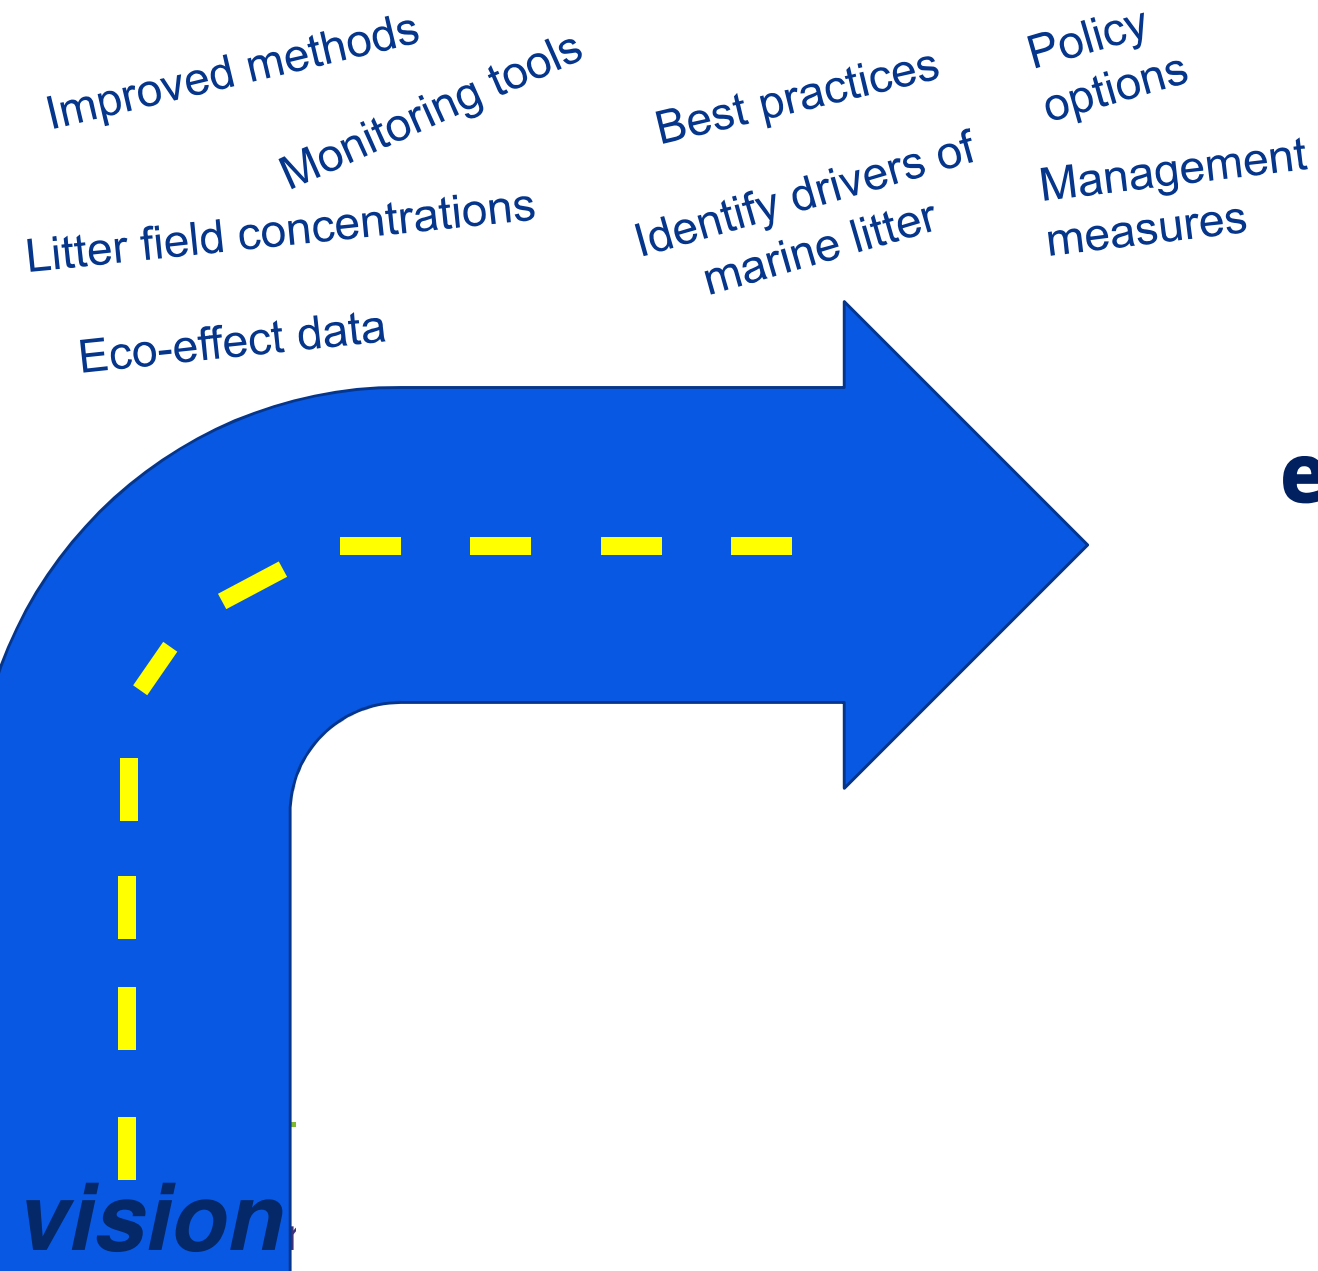 Improved methods
Monitoring tools
Litter field concentrations
Eco-effect data
Best practices
Identify drivers of
marine litter
Policy
options
Management
measures
e
vision